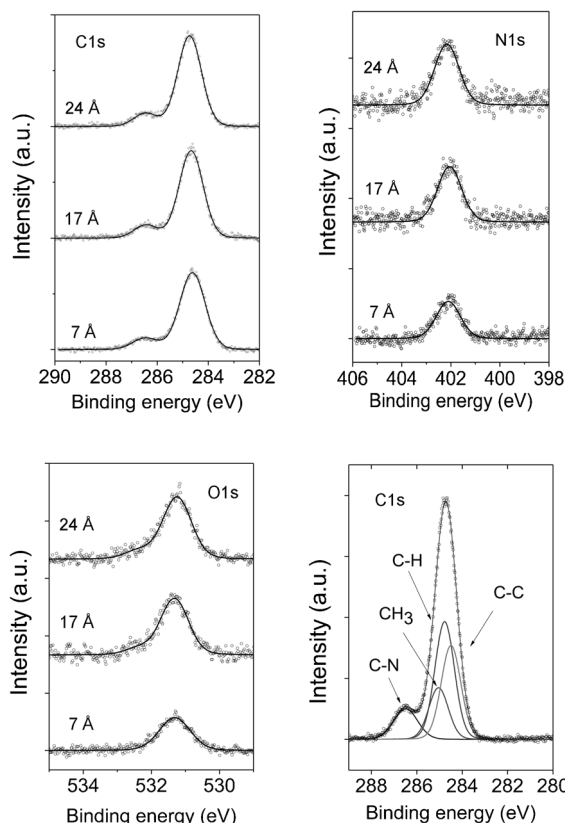 C1s
24 Å
17 Å
7 Å
Intensity (a.u.)
290 288 286 284 282
Binding energy (eV)
N1s
24 Å
17 Å
7 Å
Intensity (a.u.)
406 404 402 400 398
Binding energy (eV)
O1s
24 Å
17 Å
7 Å
Intensity (a.u.)
534 532 530
Binding energy (eV)
C1s
C-H
C-C
CH3
C-N
Intensity (a.u.)
288 286 284 282 280
Binding energy (eV)